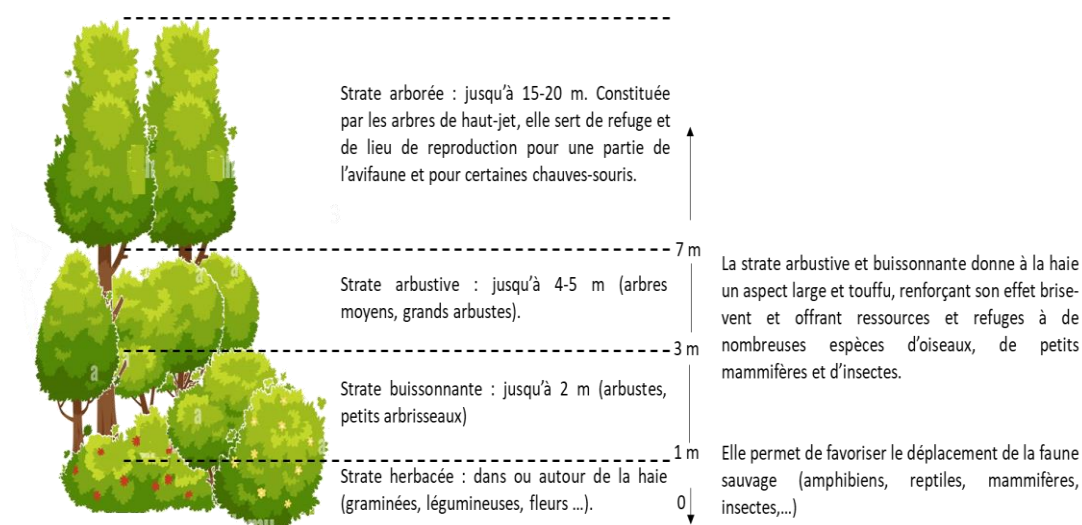 Strate arborée : jusqu'à 15-20 m. Constituée
par les arbres de haut-jet, elle sert de refuge et
de lieu de reproduction pour une partie de
l'avifaune et pour certaines chauves-souris.
7 m
Strate arbustive : jusqu'à 4-5 m (arbres
moyens, grands arbustes).
La strate arbustive et buissonnante donne à la haie
un aspect large et touffu, renforçant son effet brise-
vent et offrant ressources et refuges à de
nombreuses espèces d'oiseaux, de petits
mammifères et d'insectes.
3 m
Strate buissonnante : jusqu'à 2 m (arbustes,
petits arbrisseaux)
1 m
Strate herbacée : dans ou autour de la haie
(graminées, légumineuses, fleurs ...).
0
Elle permet de favoriser le déplacement de la faune
sauvage (amphibiens, reptiles, mammifères,
insectes,...)